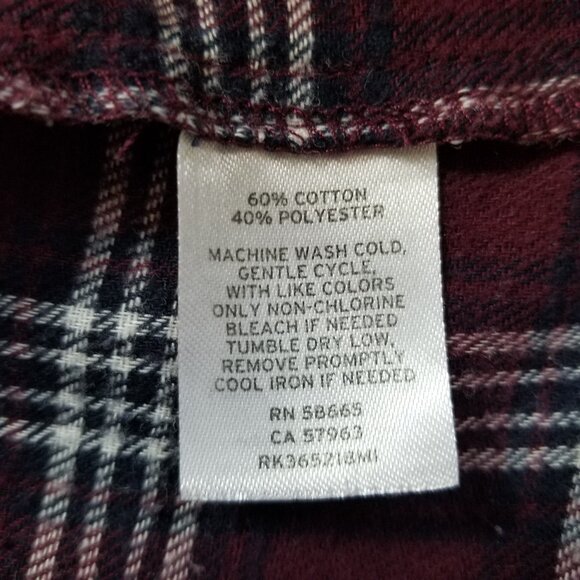 60% COTTON
40% POLYESTER
MACHINE WASH COLD,
GENTLE CYCLE,
WITH LIKE COLORS
ONLY NON-CHLORINE
BLEACH IF NEEDED
TUMBLE DRY LOW,
REMOVE PROMPTLY
COOL IRON IF NEEDED
RN 58665
CA 57963
RK365218MI